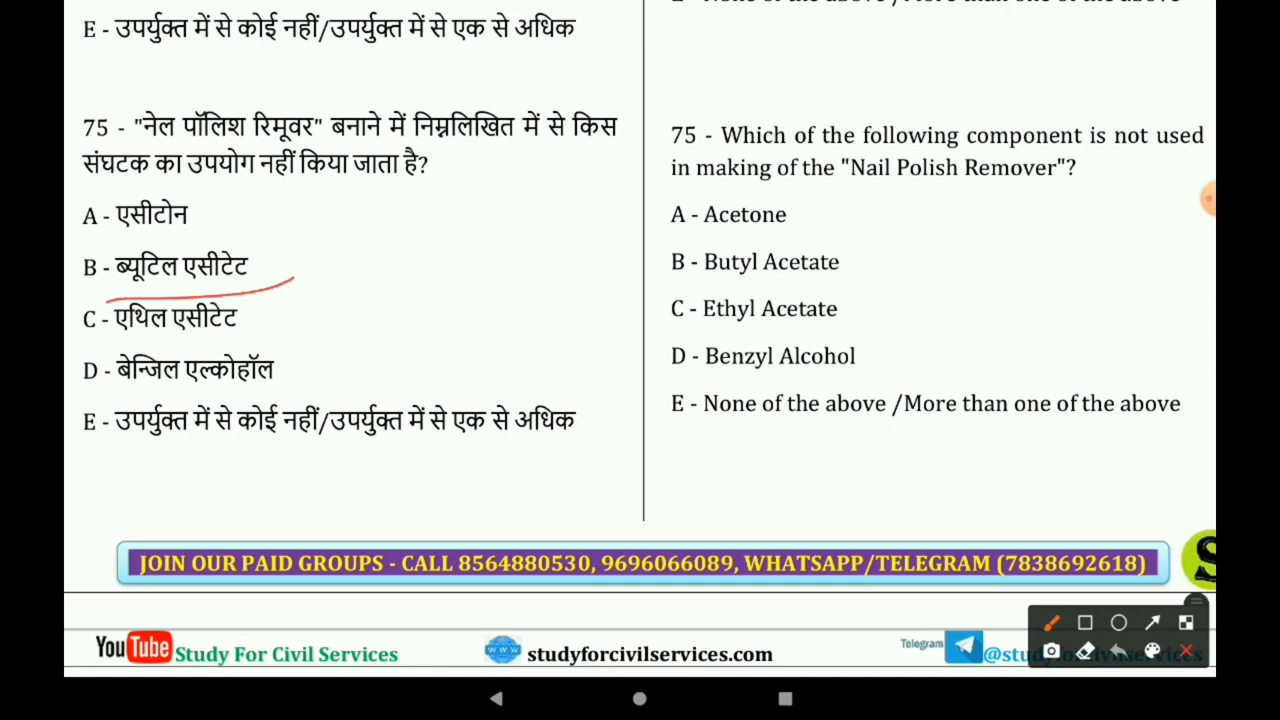 E - उपर्युक्त में से कोई नहीं/उपर्युक्त में से एक से अधिक
75 - "नेल पॉलिश रिमूवर" बनाने में निम्नलिखित में से किस
संघटक का उपयोग नहीं किया जाता है?
A - एसीटोन
B - ब्यूटिल एसीटेट
C - एथिल एसीटेट
D - बेन्जिल एल्कोहॉल
E - उपर्युक्त में से कोई नहीं/उपर्युक्त में से एक से अधिक
75 - Which of the following component is not used
in making of the "Nail Polish Remover"?
A - Acetone
B - Butyl Acetate
C - Ethyl Acetate
D - Benzyl Alcohol
E - None of the above /More than one of the above
JOIN OUR PAID GROUPS - CALL 8564880530, 9696066089, WHATSAPP/TELEGRAM (7838692618)
YouTube Study For Civil Services
www studyforcivilservices.com
Telegram